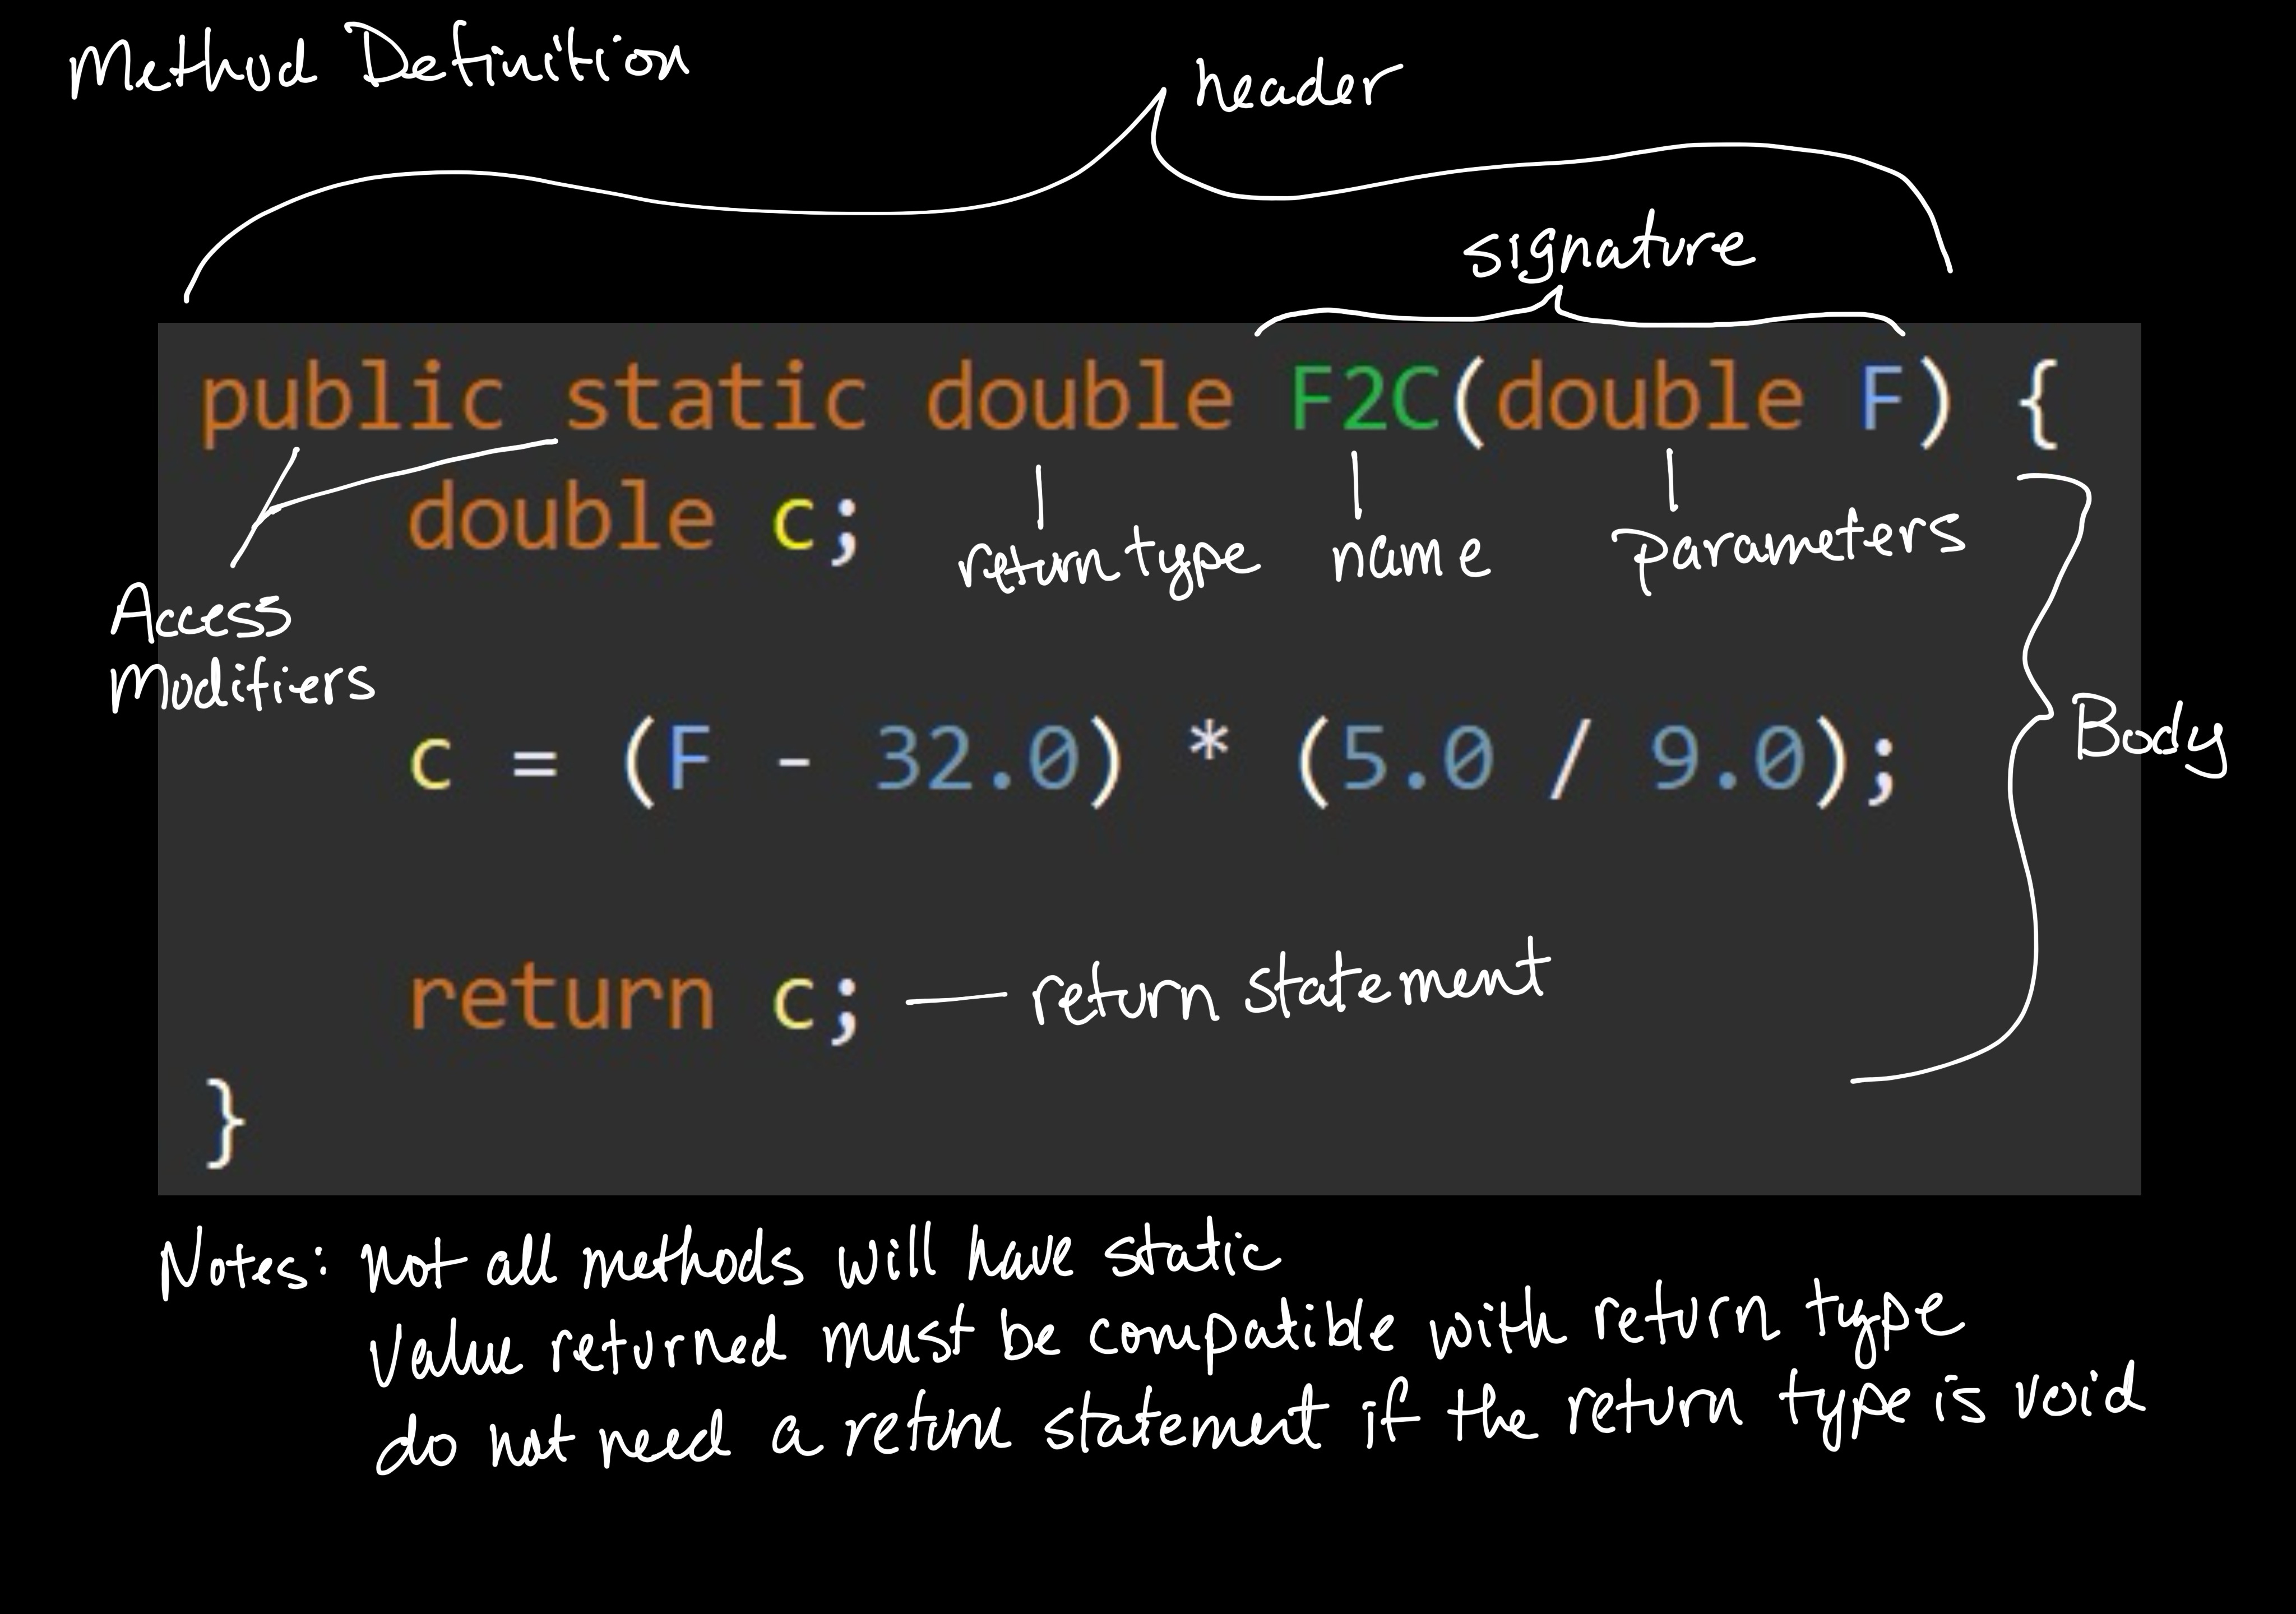 Method Definition
header
signature
public static double F2C(double F) {
double c;
return type name parameters
Access
Modifiers
c = (F - 32.0) * (5.0 / 9.0);
Body
return c; — return statement
}
Notes: not all methods will have static
Value returned must be compatible with return type
do not need a return statement if the return type is void